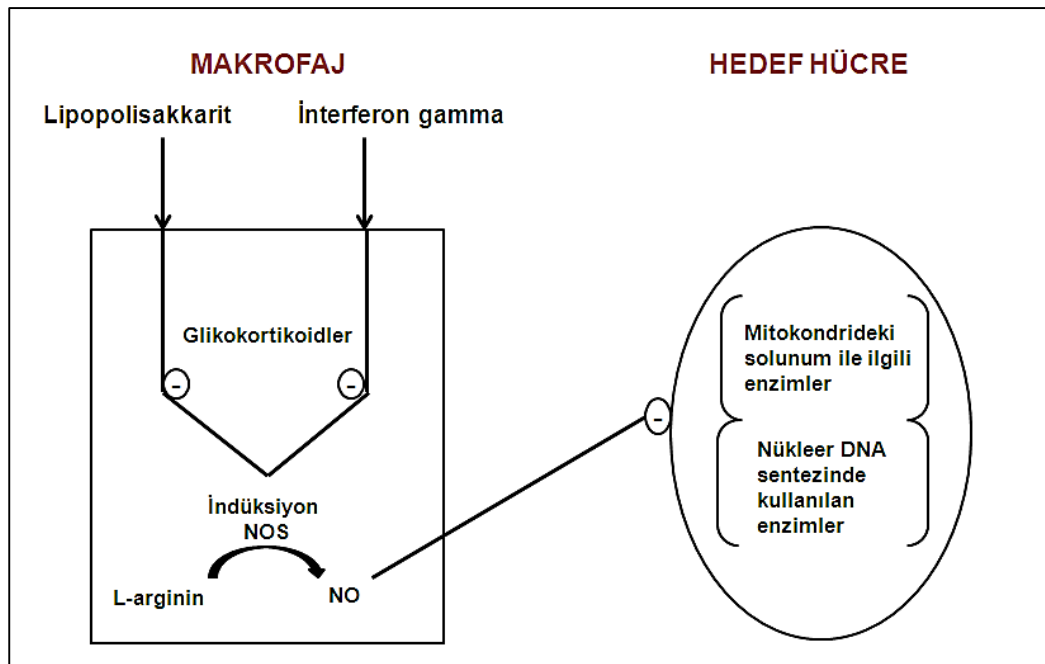 MAKROFAJ
HEDEF HÜCRE
Lipopolisakkarit
İnterferon gamma
Glikokortikoidler
-
-
İndüksiyon
NOS
L-arginin
NO
-
Mitokondrideki
solunum ile ilgili
enzimler
Nükleer DNA
sentezinde
kullanılan
enzimler